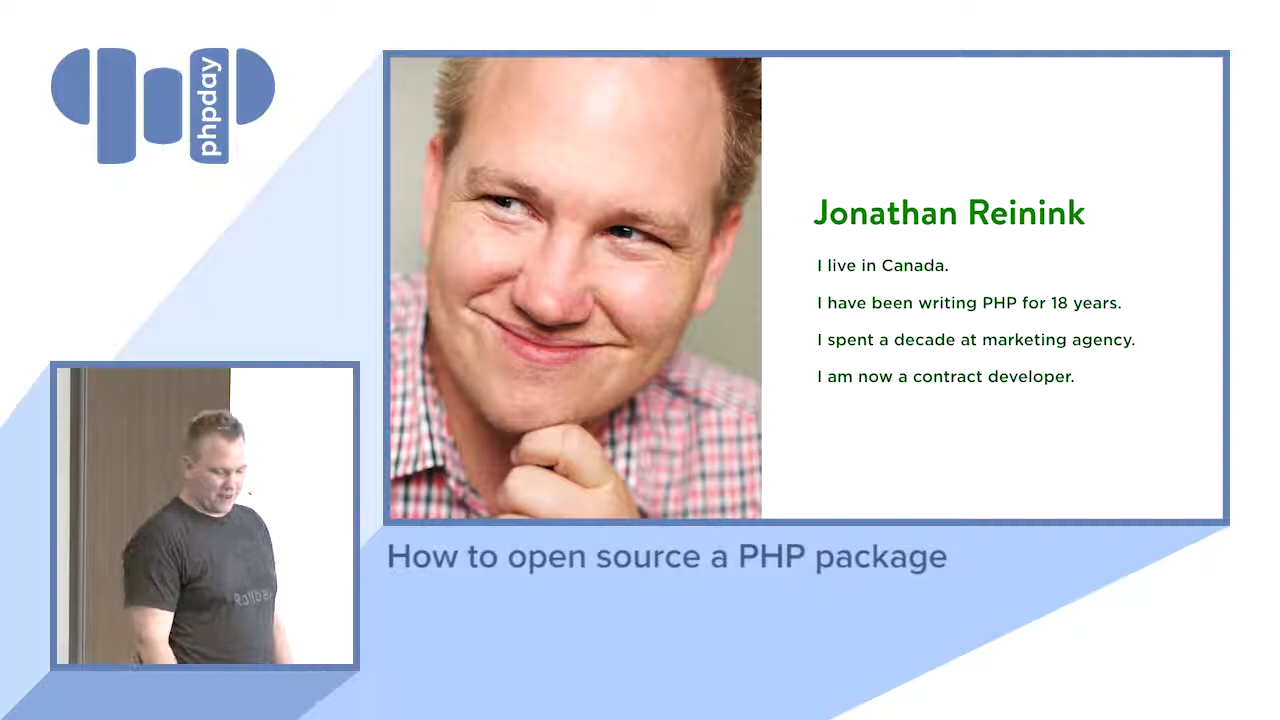 phpday
Jonathan Reinink
I live in Canada.
I have been writing PHP for 18 years.
I spent a decade at marketing agency.
I am now a contract developer.
How to open source a PHP package